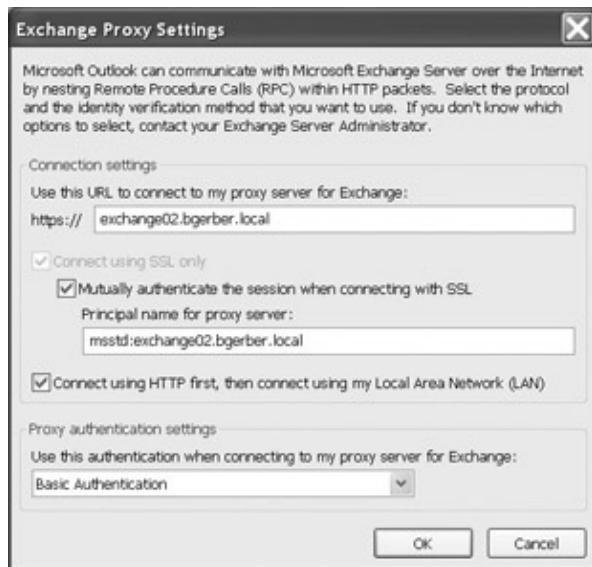 Exchange Proxy Settings
Microsoft Outlook can communicate with Microsoft Exchange Server over the Internet
by nesting Remote Procedure Calls (RPC) within HTTP packets. Select the protocol
and the identity verification method that you want to use. If you don't know which
options to select, contact your Exchange Server Administrator.
Connection settings
Use this URL to connect to my proxy server for Exchange:
https:// exchange02.bgerber.local
Connect using SSL only
Mutually authenticate the session when connecting with SSL
Principal name for proxy server:
msstd:exchange02.bgerber.local
Connect using HTTP first, then connect using my Local Area Network (LAN)
Proxy authentication settings
Use this authentication when connecting to my proxy server for Exchange:
Basic Authentication
OK Cancel